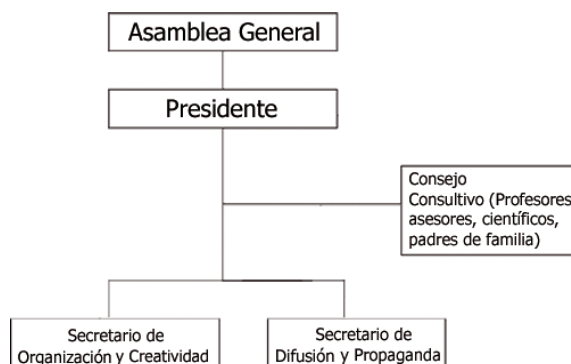 Asamblea General
Presidente
Consejo
Consultivo (Profesores
asesores, científicos,
padres de familia)
Secretario de
Organización y Creatividad
Secretario de
Difusión y Propaganda